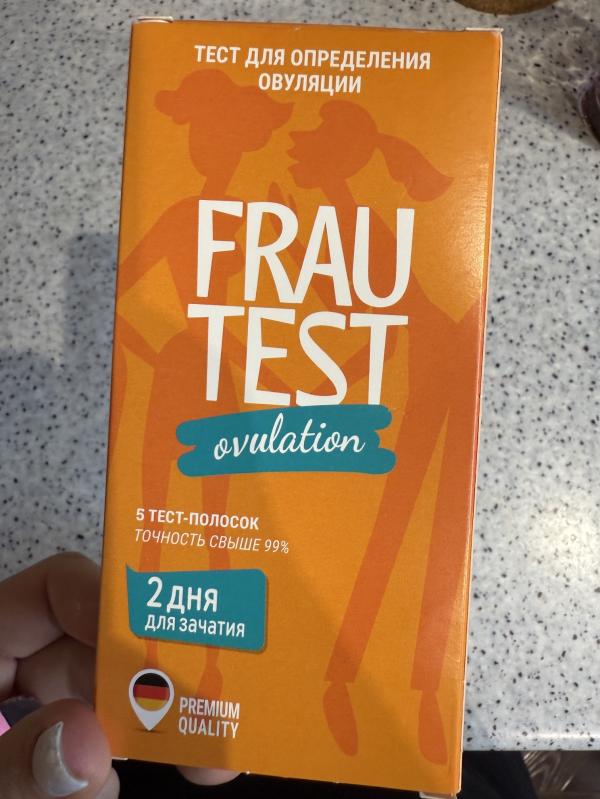 ТЕСТ ДЛЯ ОПРЕДЕЛЕНИЯ
ОВУЛЯЦИИ
FRAU
TEST
ovulation
5 ТЕСТ-ПОЛОСОК
ТОЧНОСТЬ СВЫШЕ 99%
2 ДНЯ
ДЛЯ ЗАЧАТИЯ
PREMIUM
QUALITY